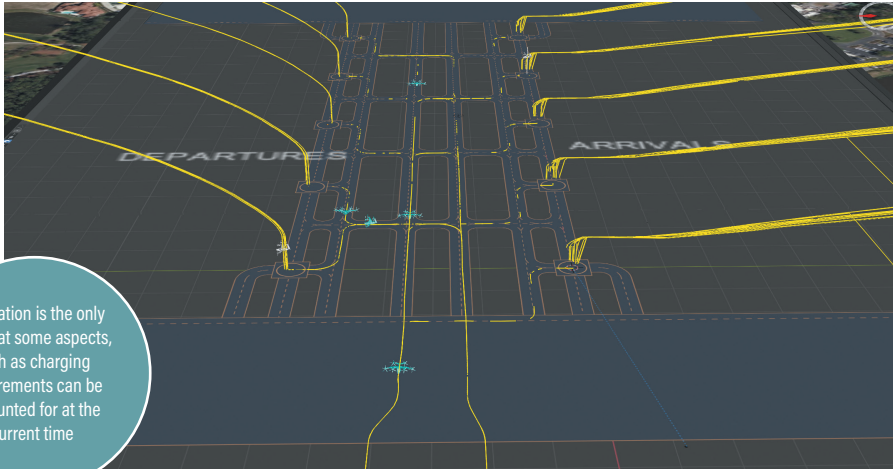 DEPARTURES
ARRIVALS
ation is the only
at some aspects,
h as charging
rements can be
unted for at the
urrent time